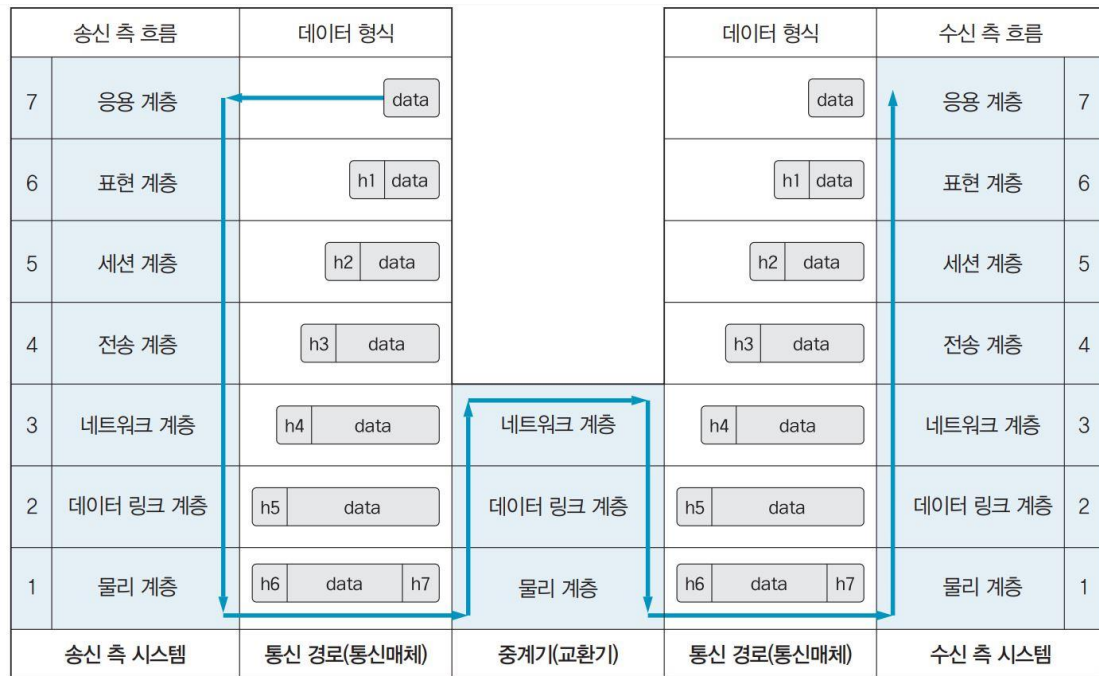 송신 측 흐름 데이터 형식 데이터 형식 수신 측 흐름
7 응용 계층 data data 응용 계층 7
6 표현 계층 h1 data h1 data 표현 계층 6
5 세션 계층 h2 data h2 data 세션 계층 5
4 전송 계층 h3 data h3 data 전송 계층 4
3 네트워크 계층 h4 data 네트워크 계층 h4 data 네트워크 계층 3
2 데이터 링크 계층 h5 data 데이터 링크 계층 h5 data 데이터 링크 계층 2
1 물리 계층 h6 data h7 물리 계층 h6 data h7 물리 계층 1
송신 측 시스템 통신 경로(통신매체) 중계기(교환기) 통신 경로(통신매체) 수신 측 시스템